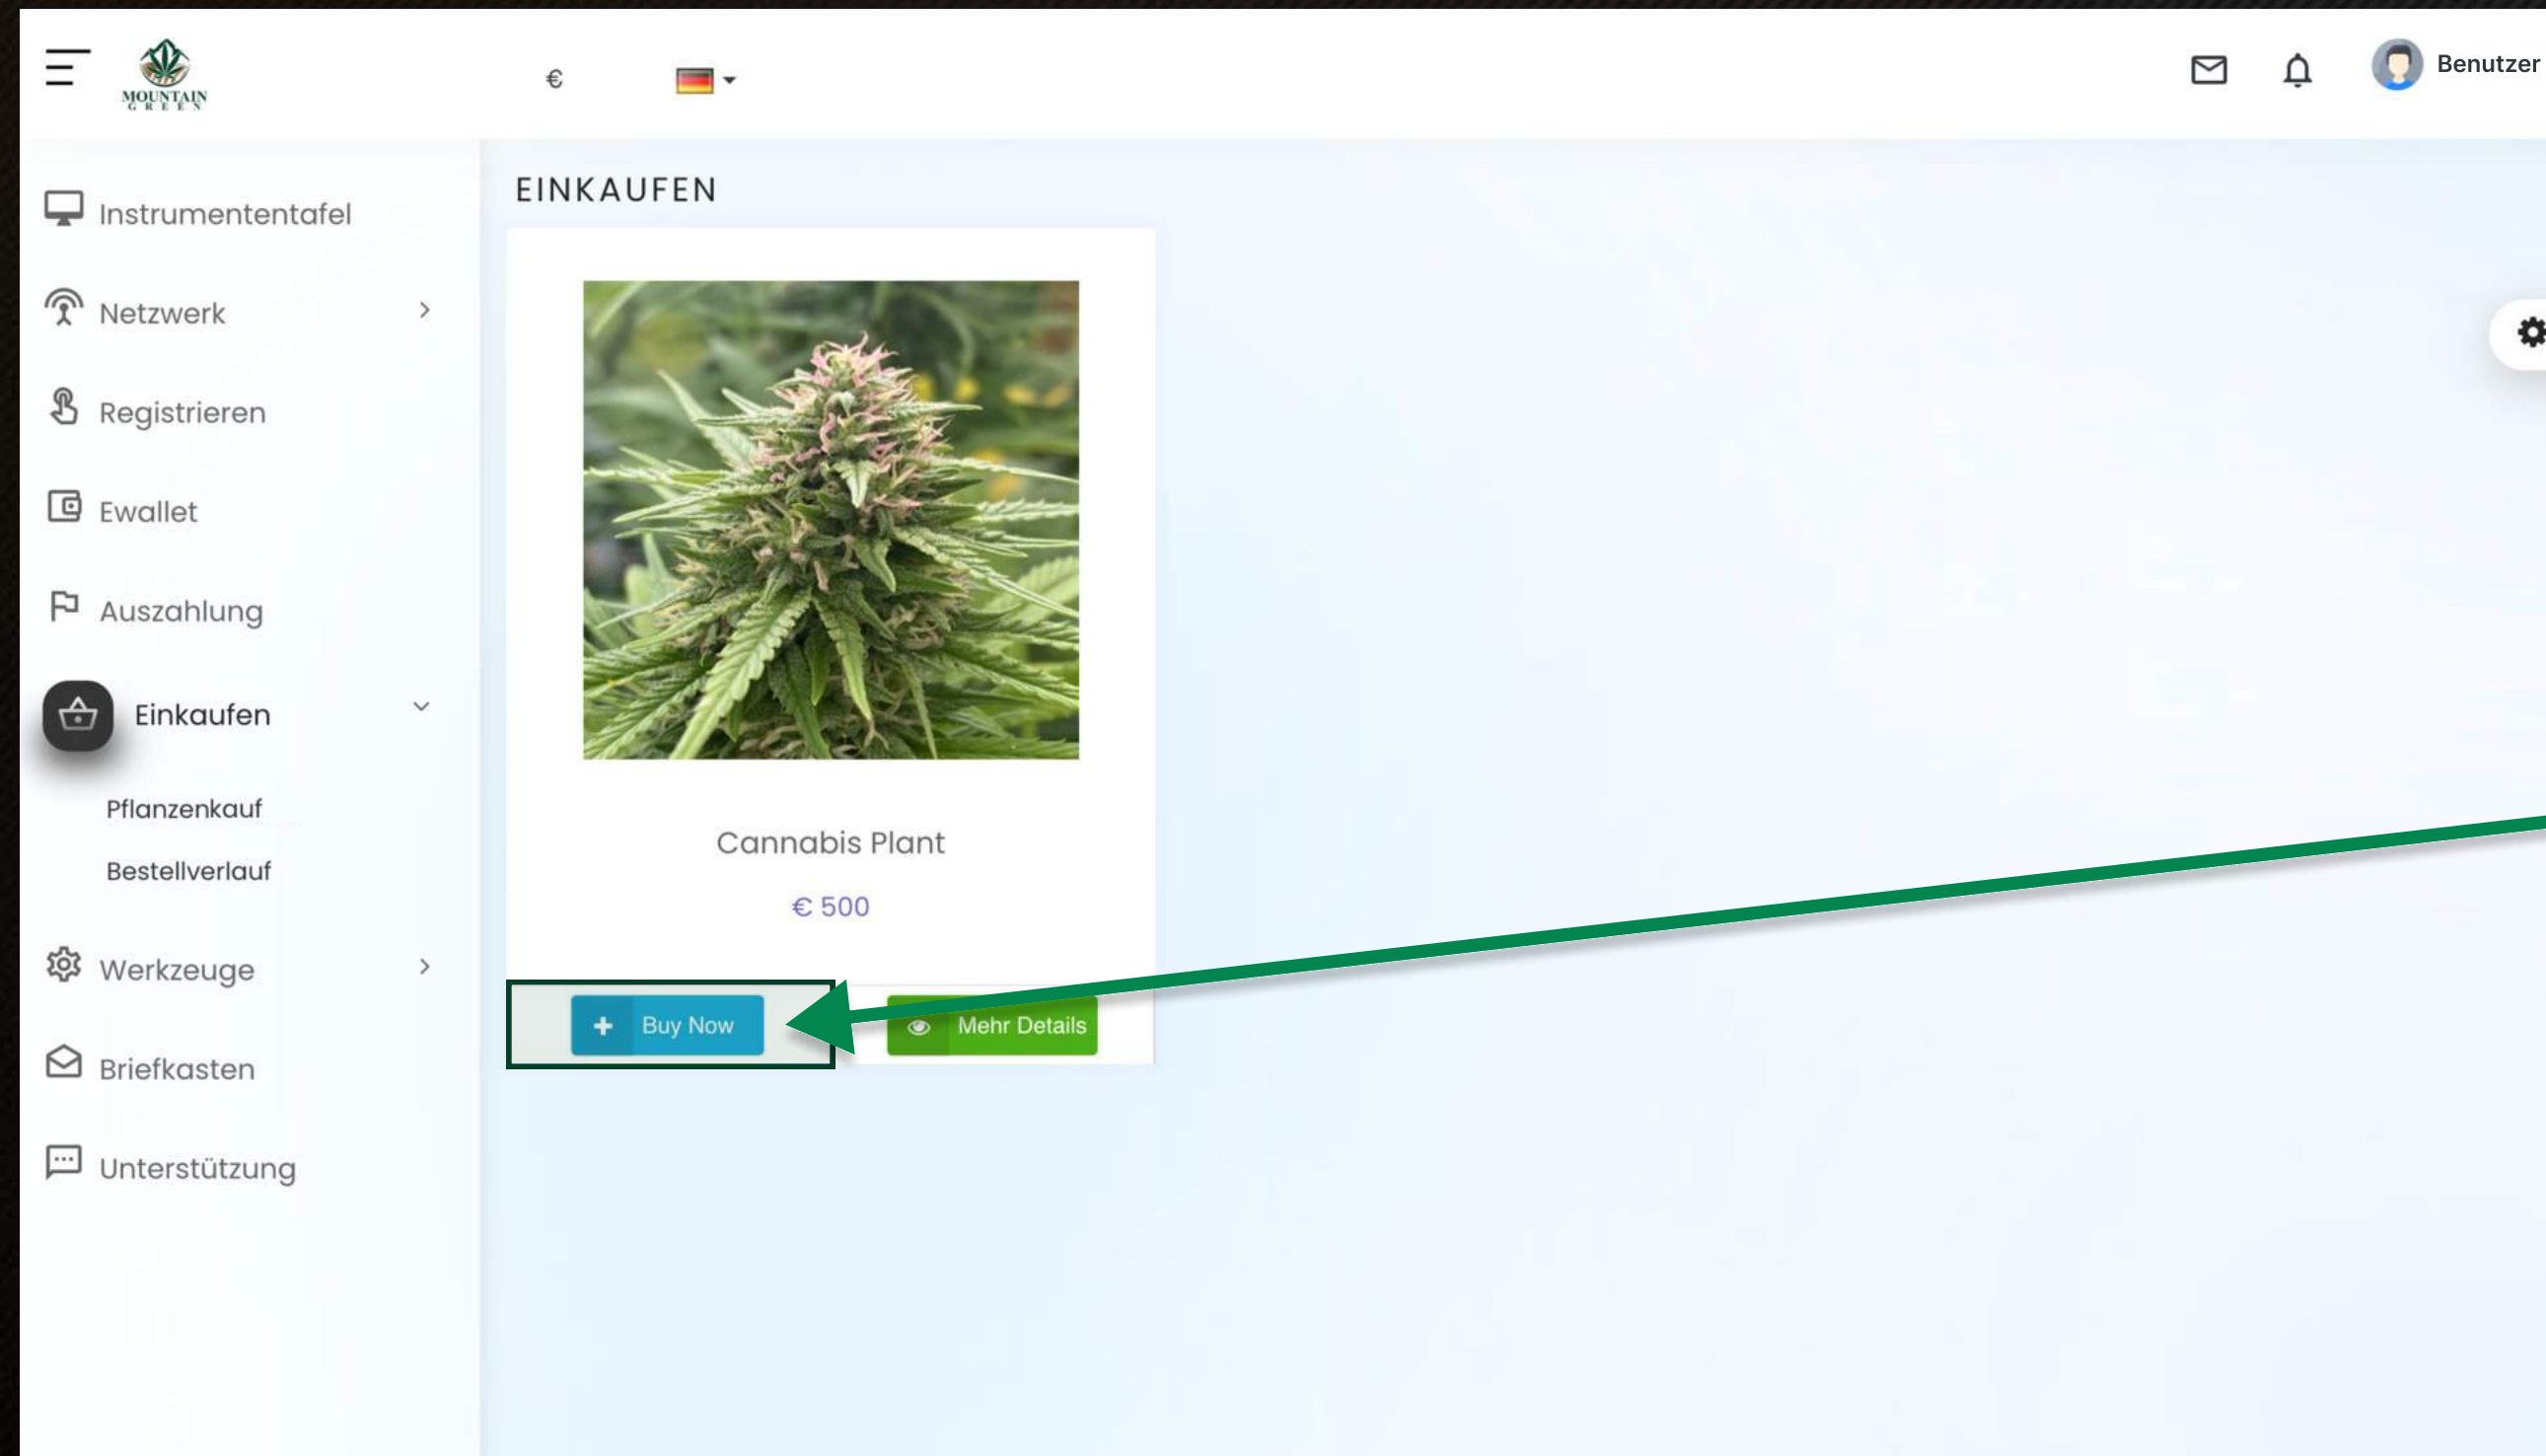 MOUNTAIN
GREEN
€
Benutzer
Instrumententafel
Netzwerk
Registrieren
Ewallet
Auszahlung
Einkaufen
Pflanzenkauf
Bestellverlauf
Werkzeuge
Briefkasten
Unterstützung
EINKAUFEN
Cannabis Plant
€ 500
Buy Now
Mehr Details